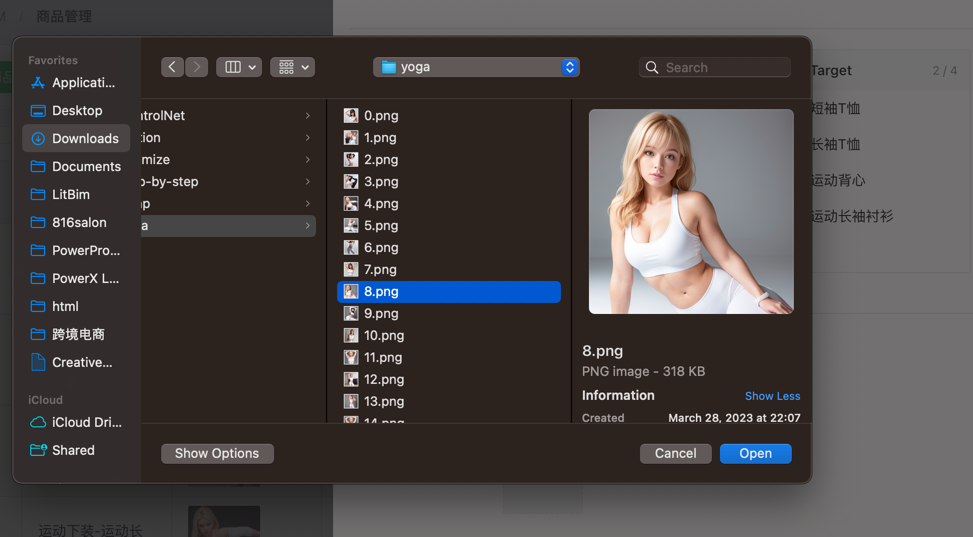 M / 商品管理
Favorites
Applicati...
Desktop
Downloads
Documents
LitBim
816salon
PowerPro...
PowerX L...
html
跨境电商
Creative...
iCloud
iCloud Dri...
Shared
yoga
Search
ntrolNet
tion
mize
p-by-step
ap
a
0.png
1.png
2.png
3.png
4.png
5.png
6.png
7.png
8.png
9.png
10.png
11.png
12.png
13.png
14.png
8.png
PNG image - 318 KB
Information
Show Less
Created
March 28, 2023 at 22:07
Show Options
Cancel
Open
Target
2 / 4
短袖T恤
长袖T恤
运动背心
运动长袖衬衫
运动下装-运动长